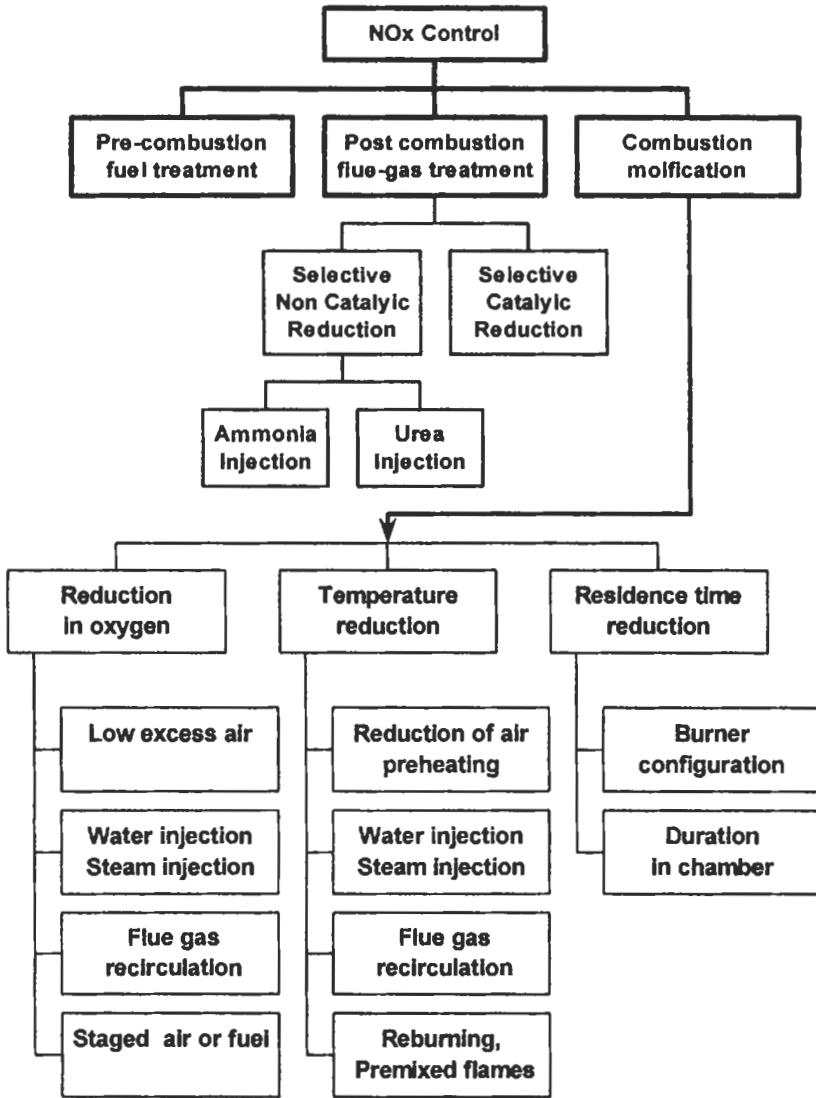 NOx Control
Pre-combustion
fuel treatment
Post combustion
flue-gas treatment
Combustion
molfication
Selective
Non Catalyic
Reduction
Selective
Catalyic
Reduction
Ammonia
Injection
Urea
Injection
Reduction
in oxygen
Temperature
reduction
Residence time
reduction
Low excess air
Water injection
Steam injection
Flue gas
recirculation
Staged air or fuel
Reduction of air
preheating
Water injection
Steam injection
Flue gas
recirculation
Reburning,
Premixed flames
Burner
configuration
Duration
in chamber